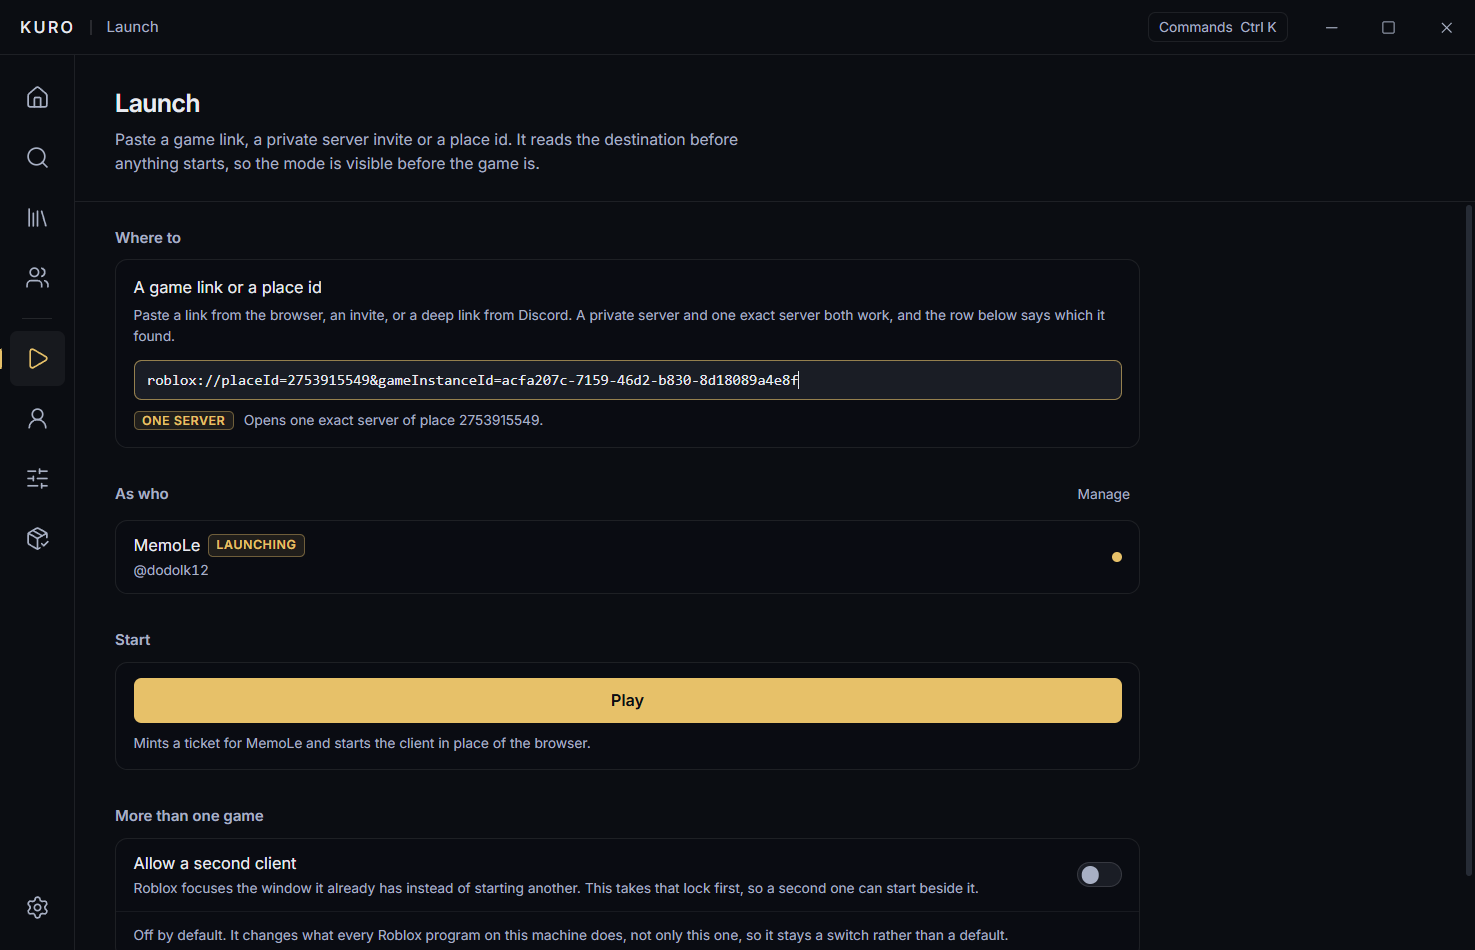 KURO | Launch
Commands Ctrl K
Launch
Paste a game link, a private server invite or a place id. It reads the destination before
anything starts, so the mode is visible before the game is.
Where to
A game link or a place id
Paste a link from the browser, an invite, or a deep link from Discord. A private server and one exact server both work, and the row below says which it
found.
roblox://placeId=2753915549&gameInstanceId=acfa207c-7159-46d2-b830-8d18089a4e8f
ONE SERVER Opens one exact server of place 2753915549.
As who
Manage
MemoLe LAUNCHING
@dodolk12
Start
Play
Mints a ticket for MemoLe and starts the client in place of the browser.
More than one game
Allow a second client
Roblox focuses the window it already has instead of starting another. This takes that lock first, so a second one can start beside it.
Off by default. It changes what every Roblox program on this machine does, not only this one, so it stays a switch rather than a default.